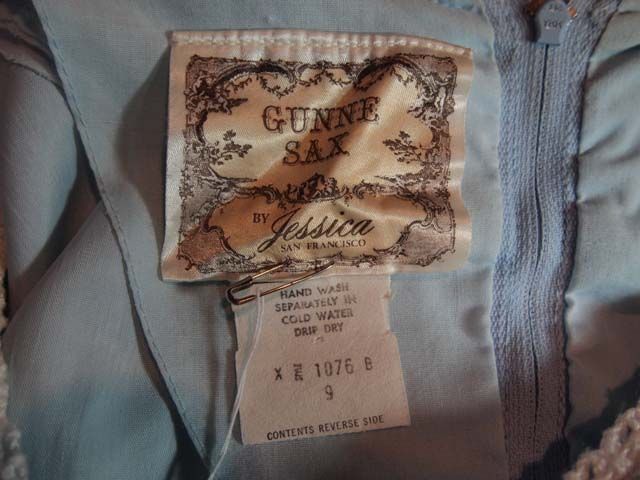 GUNNE
SAX
BY Jessica
SAN FRANCISCO
HAND WASH
SEPARATELY IN
COLD WATER
DRIP DRY
X 1076 B
9
CONTENTS REVERSE SIDE